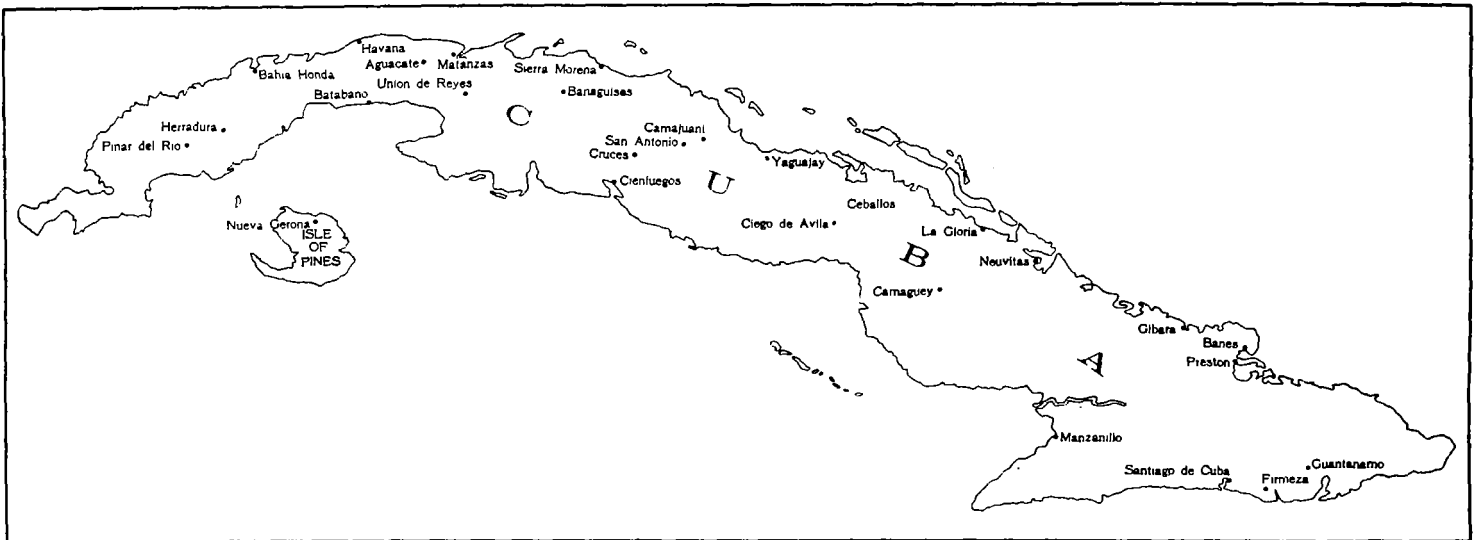 Havana
Aguacate
Matanzas
Bahia Honda
Union de Reyes
Batabano
Sierra Morena
Banaguises
C
Herradura
Pinar del Rio
Camajuani
San Antonio
Cruces
Yaguajay
Cienfuegos
U
Nueva Gerona
ISLE
OF
PINES
Ceballos
Ciego de Avila
La Gloria
B
Neuvitas
Camaguey
Gibara
Banes
Preston
A
Manzanillo
Santiago de Cuba
Guantanamo
Firmeza